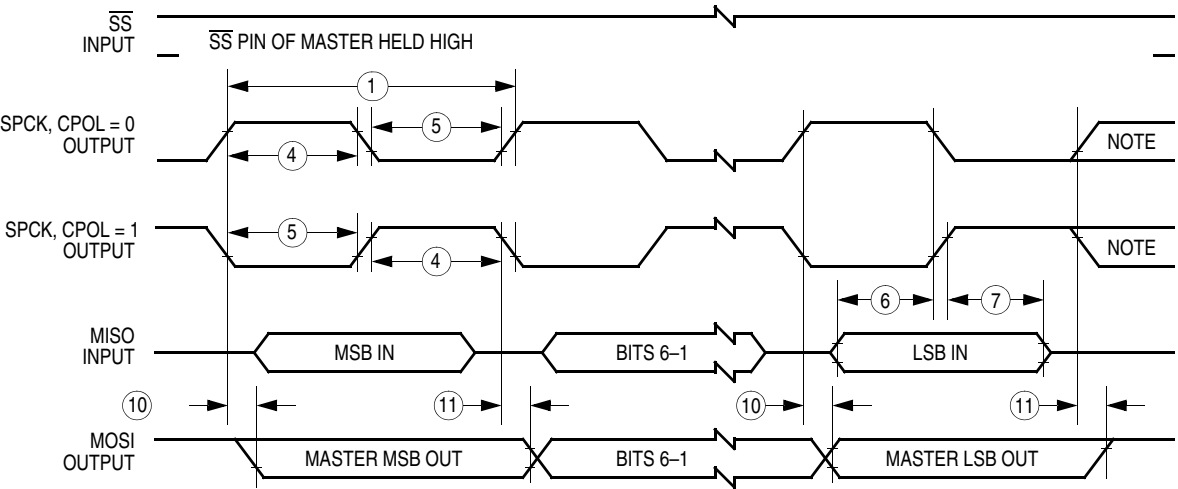 SS
INPUT
SS PIN OF MASTER HELD HIGH
1
SPCK, CPOL = 0
OUTPUT
5
4
NOTE
SPCK, CPOL = 1
OUTPUT
5
4
NOTE
6
7
MISO
INPUT
MSB IN
BITS 6–1
LSB IN
10
11
10
11
MOSI
OUTPUT
MASTER MSB OUT
BITS 6–1
MASTER LSB OUT